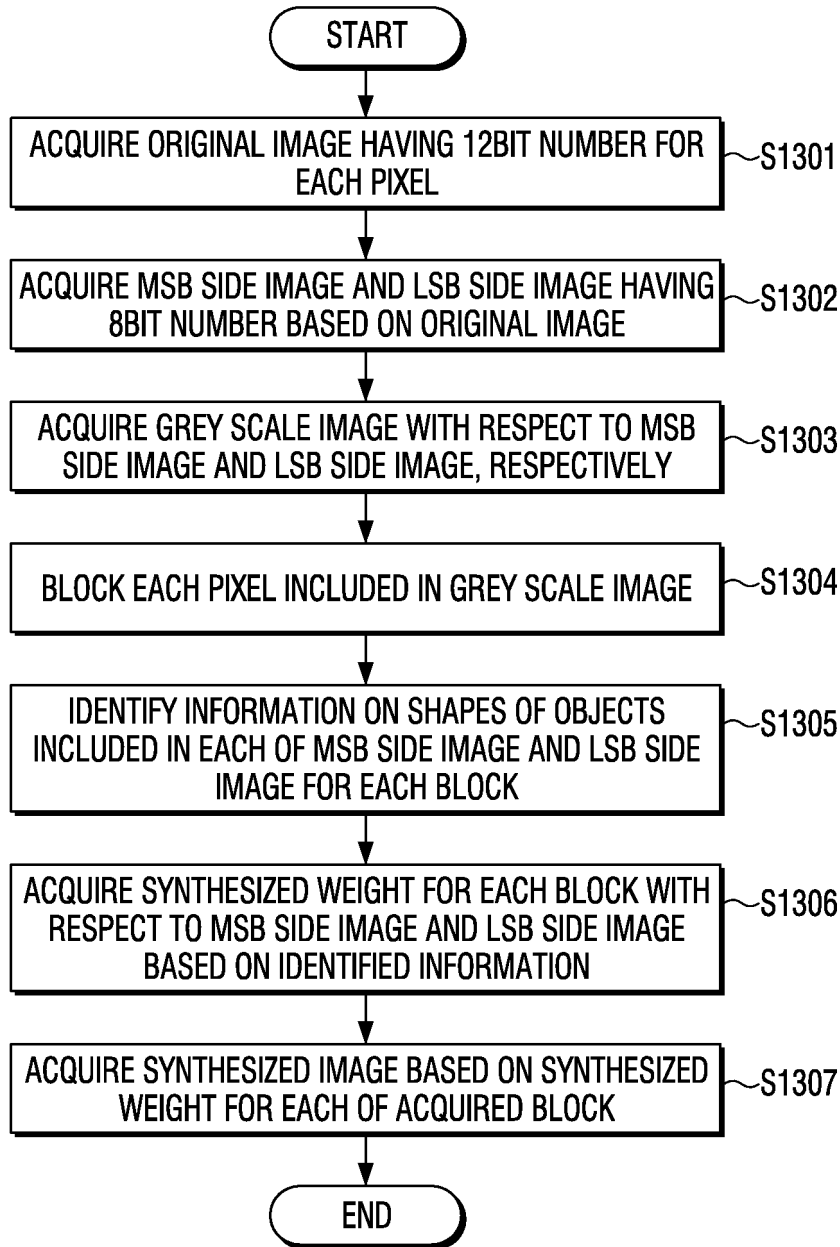 START
ACQUIRE ORIGINAL IMAGE HAVING 12BIT NUMBER FOR
EACH PIXEL
S1301
ACQUIRE MSB SIDE IMAGE AND LSB SIDE IMAGE HAVING
8BIT NUMBER BASED ON ORIGINAL IMAGE
S1302
ACQUIRE GREY SCALE IMAGE WITH RESPECT TO MSB
SIDE IMAGE AND LSB SIDE IMAGE, RESPECTIVELY
S1303
BLOCK EACH PIXEL INCLUDED IN GREY SCALE IMAGE
S1304
IDENTIFY INFORMATION ON SHAPES OF OBJECTS
INCLUDED IN EACH OF MSB SIDE IMAGE AND LSB SIDE
IMAGE FOR EACH BLOCK
S1305
ACQUIRE SYNTHESIZED WEIGHT FOR EACH BLOCK WITH
RESPECT TO MSB SIDE IMAGE AND LSB SIDE IMAGE
BASED ON IDENTIFIED INFORMATION
S1306
ACQUIRE SYNTHESIZED IMAGE BASED ON SYNTHESIZED
WEIGHT FOR EACH OF ACQUIRED BLOCK
S1307
END